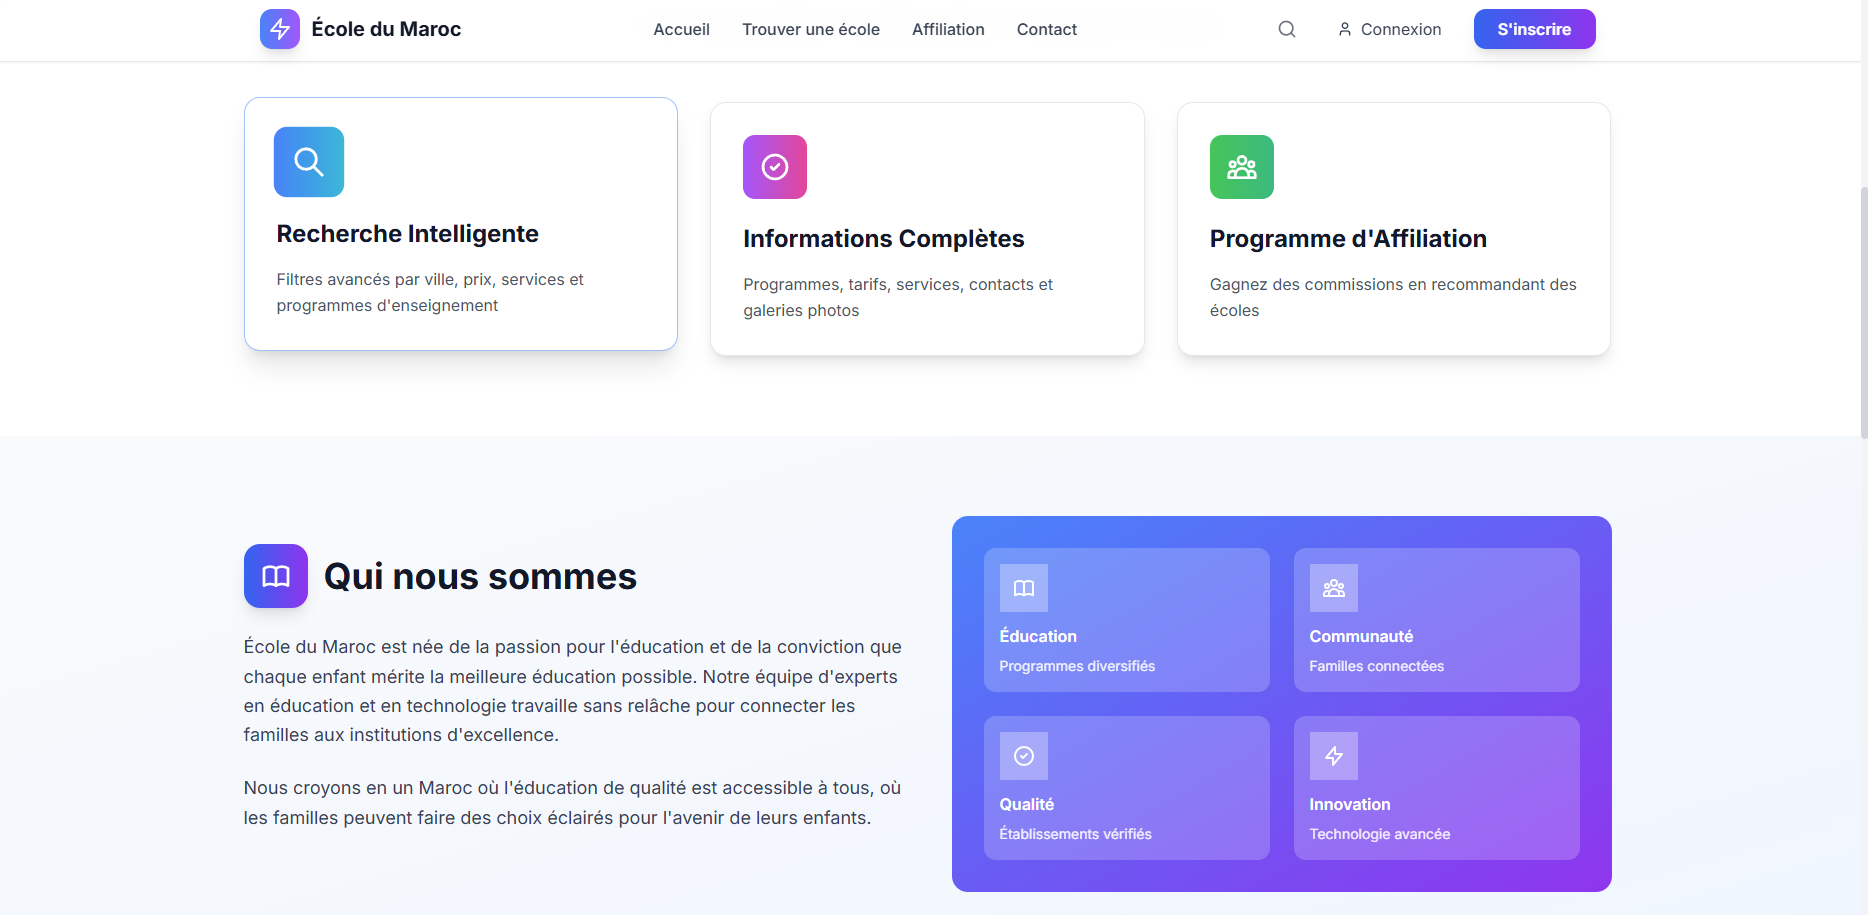 École du Maroc
Accueil
Trouver une école
Affiliation
Contact
Connexion
S'inscrire
Recherche Intelligente
Filtres avancés par ville, prix, services et
programmes d'enseignement
Informations Complètes
Programmes, tarifs, services, contacts et
galeries photos
Programme d'Affiliation
Gagnez des commissions en recommandant des
écoles
Qui nous sommes
École du Maroc est née de la passion pour l'éducation et de la conviction que
chaque enfant mérite la meilleure éducation possible. Notre équipe d'experts
en éducation et en technologie travaille sans relâche pour connecter les
familles aux institutions d'excellence.
Nous croyons en un Maroc où l'éducation de qualité est accessible à tous, où
les familles peuvent faire des choix éclairés pour l'avenir de leurs enfants.
Éducation
Programmes diversifiés
Communauté
Familles connectées
Qualité
Établissements vérifiés
Innovation
Technologie avancée